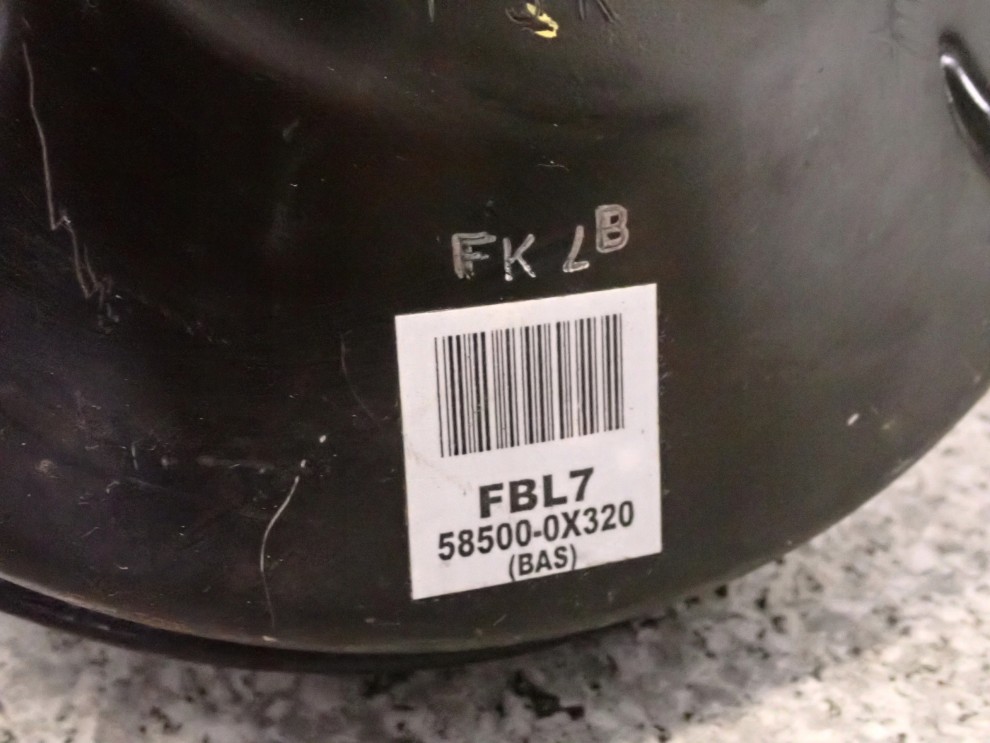 FK LB
FBL7
58500-0X320
(BAS)